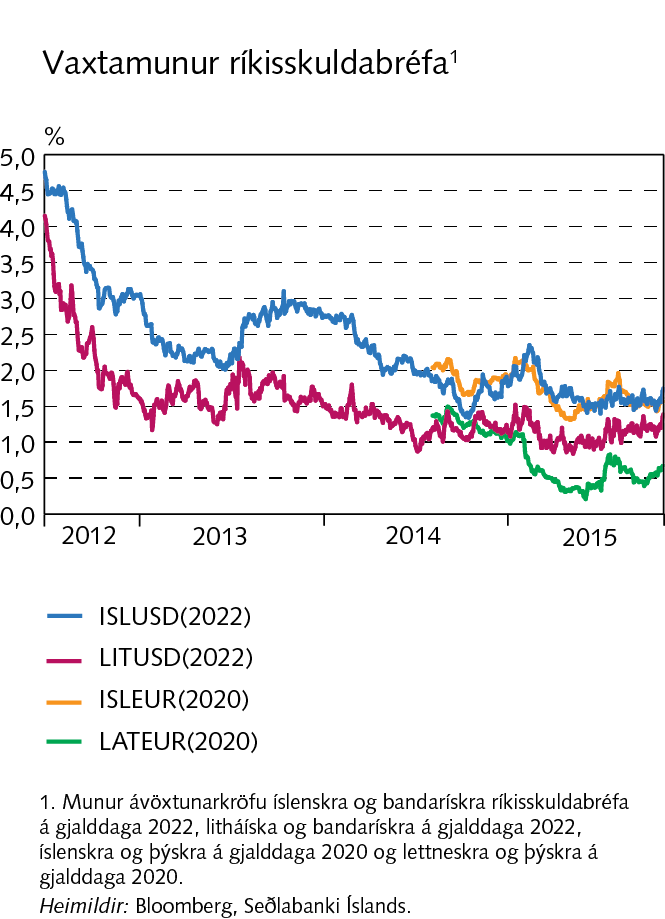 Vaxtamunur ríkisskuldabréfa¹
%
5,0
4,5
4,0
3,5
3,0
2,5
2,0
1,5
1,0
0,5
0,0
2012 2013 2014 2015
ISLUSD(2022)
LITUSD(2022)
ISLEUR(2020)
LATEUR(2020)
1. Munur ávöxtunarkröfu íslenskra og bandarískra ríkisskuldabréfa
á gjalddaga 2022, litháíska og bandarískra á gjalddaga 2022,
íslenskra og þýskra á gjalddaga 2020 og lettneskra og þýskra á
gjalddaga 2020.
Heimildir: Bloomberg, Seðlabanki Íslands.